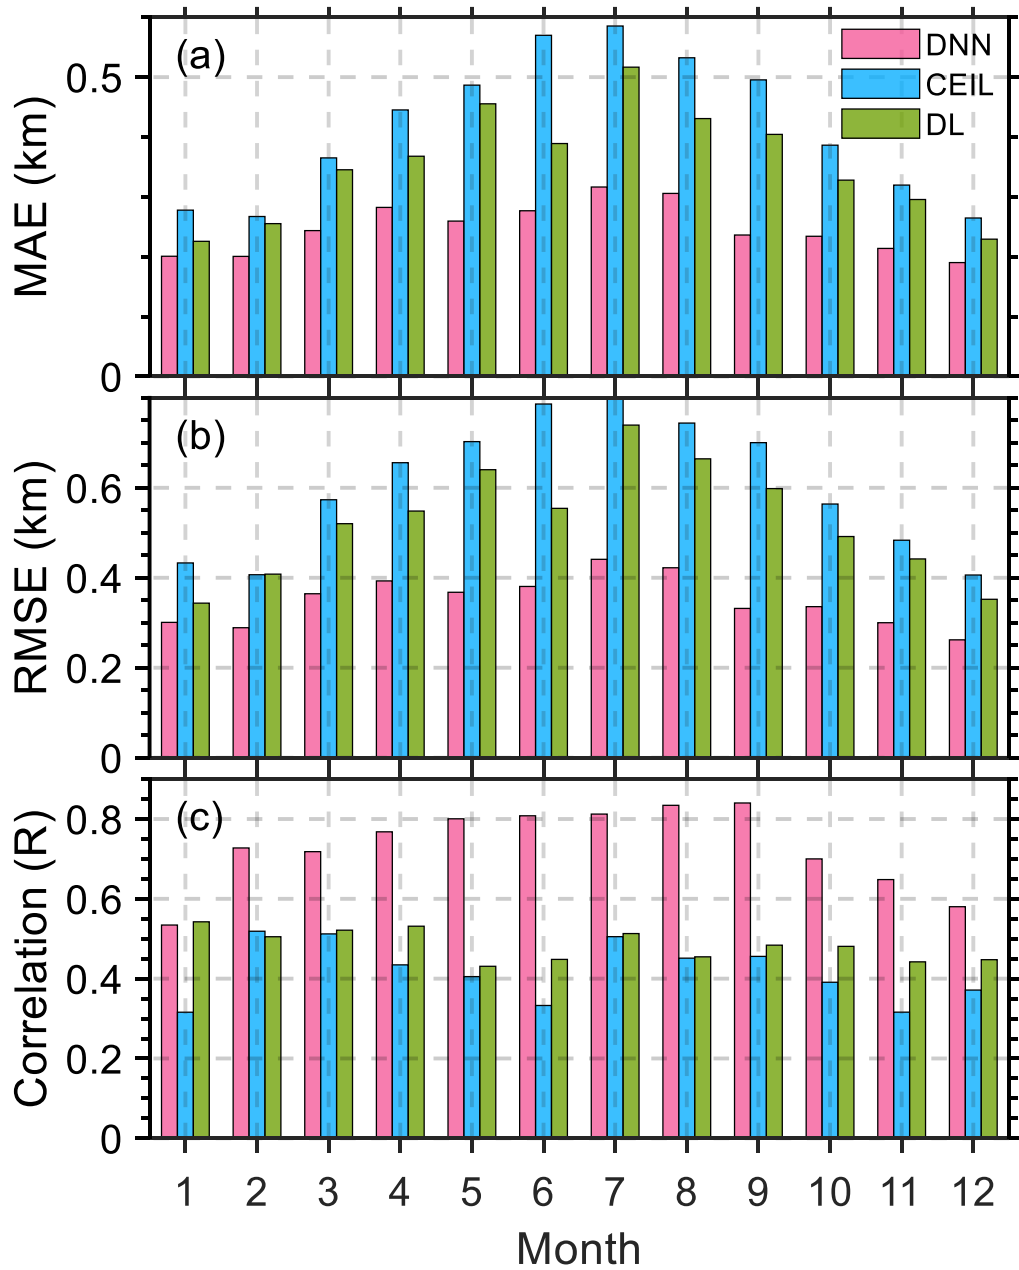 (a)
DNN
CEIL
DL
MAE (km)
0.5
0
(b)
RMSE (km)
0.6
0.4
0.2
0
(c)
Correlation (R)
0.8
0.6
0.4
0.2
0
1 2 3 4 5 6 7 8 9 10 11 12
Month